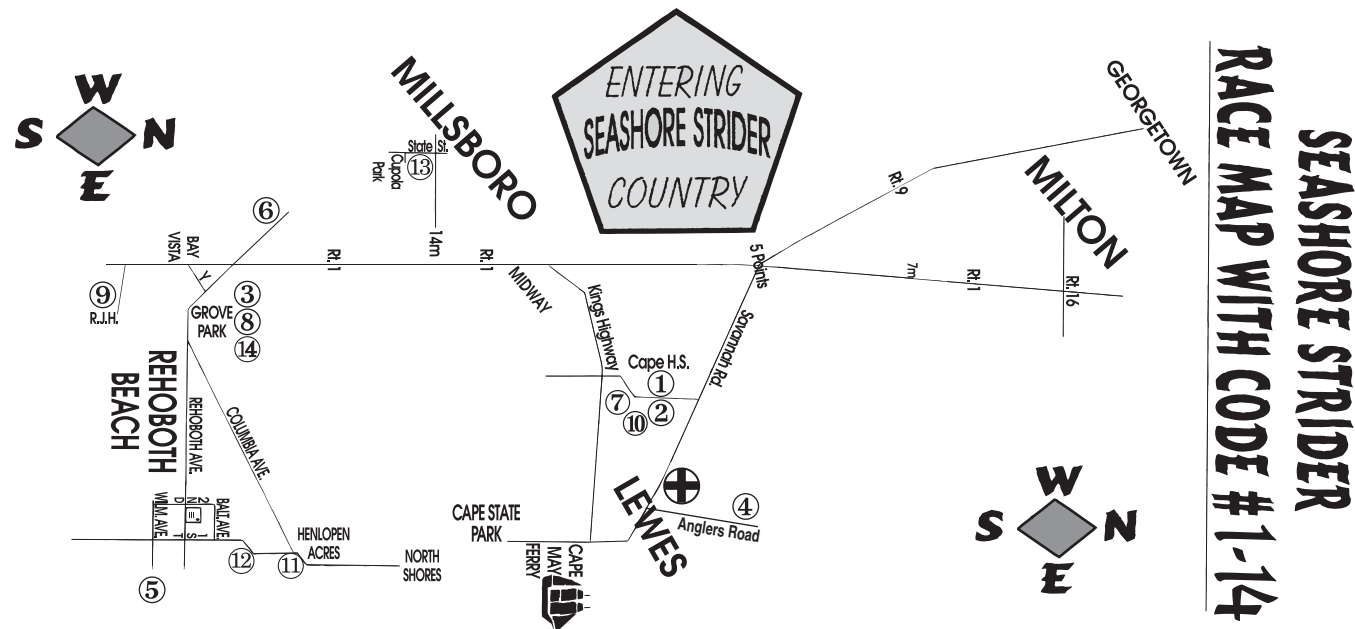 SEASHORE STRIDER
RACE MAP WITH CODE # 1-14
ENTERING
SEASHORE STRIDER
COUNTRY
W
S
N
E
MILLSBORO
State St.
13
Cupola
Park
14m
GEORGETOWN
MILTON
Rt. 9
5 Points
7m
Rt. 1
Rt. 16
6
BAY
VISTA
Y
Rt. 1
Rt. 1
MIDWAY
9
R.J.H.
3
GROVE
PARK
8
14
Kings Highway
Savannah Rd.
Cape H.S.
1
7
2
10
REHOBOTH
BEACH
REHOBOTH AVE.
COLUMBIA AVE.
WILM. AVE.
2
N
D
1
S
T
BALT. AVE.
HENLOPEN
ACRES
NORTH
SHORES
12
11
5
CAPE STATE
PARK
CAPE
MAY
FERRY
LEWES
4
Anglers Road
W
S
N
E